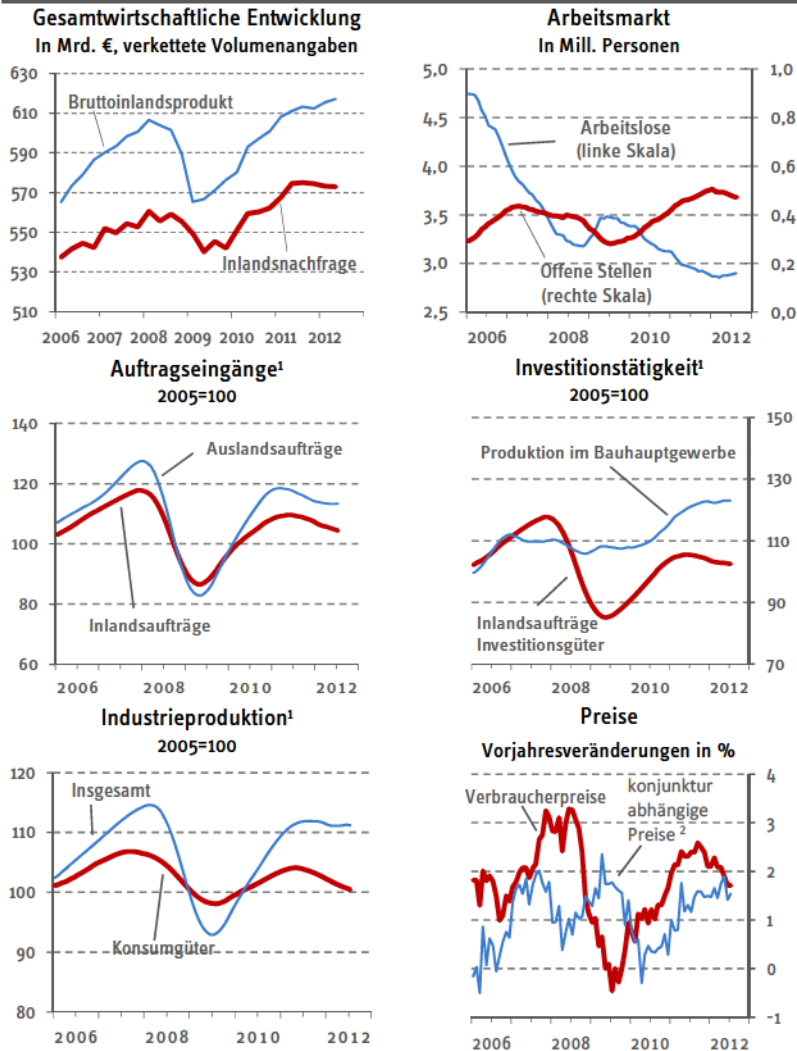 Gesamtwirtschaftliche Entwicklung
In Mrd. €, verkettete Volumenangaben
630
610
590
570
550
530
510
Bruttoinlandsprodukt
Inlandsnachfrage
2006 2007 2008 2009 2010 2011 2012
Arbeitsmarkt
In Mill. Personen
5,0
4,5
4,0
3,5
3,0
2,5
1,0
0,8
0,6
0,4
0,2
0,0
Arbeitslose
(linke Skala)
Offene Stellen
(rechte Skala)
2006 2008 2010 2012
Auftragseingänge¹
2005=100
140
120
100
80
60
Auslandsaufträge
Inlandsaufträge
2006 2008 2010 2012
Investitionstätigkeit¹
2005=100
150
130
110
90
70
Produktion im Bauhauptgewerbe
Inlandsaufträge
Investitionsgüter
2006 2008 2010 2012
Industrieproduktion¹
2005=100
120
110
100
90
80
Insgesamt
Konsumgüter
2006 2008 2010 2012
Preise
Vorjahresveränderungen in %
4
3
2
1
0
-1
Verbraucherpreise
konjunktur
abhängige
Preise ²
2006 2008 2010 2012